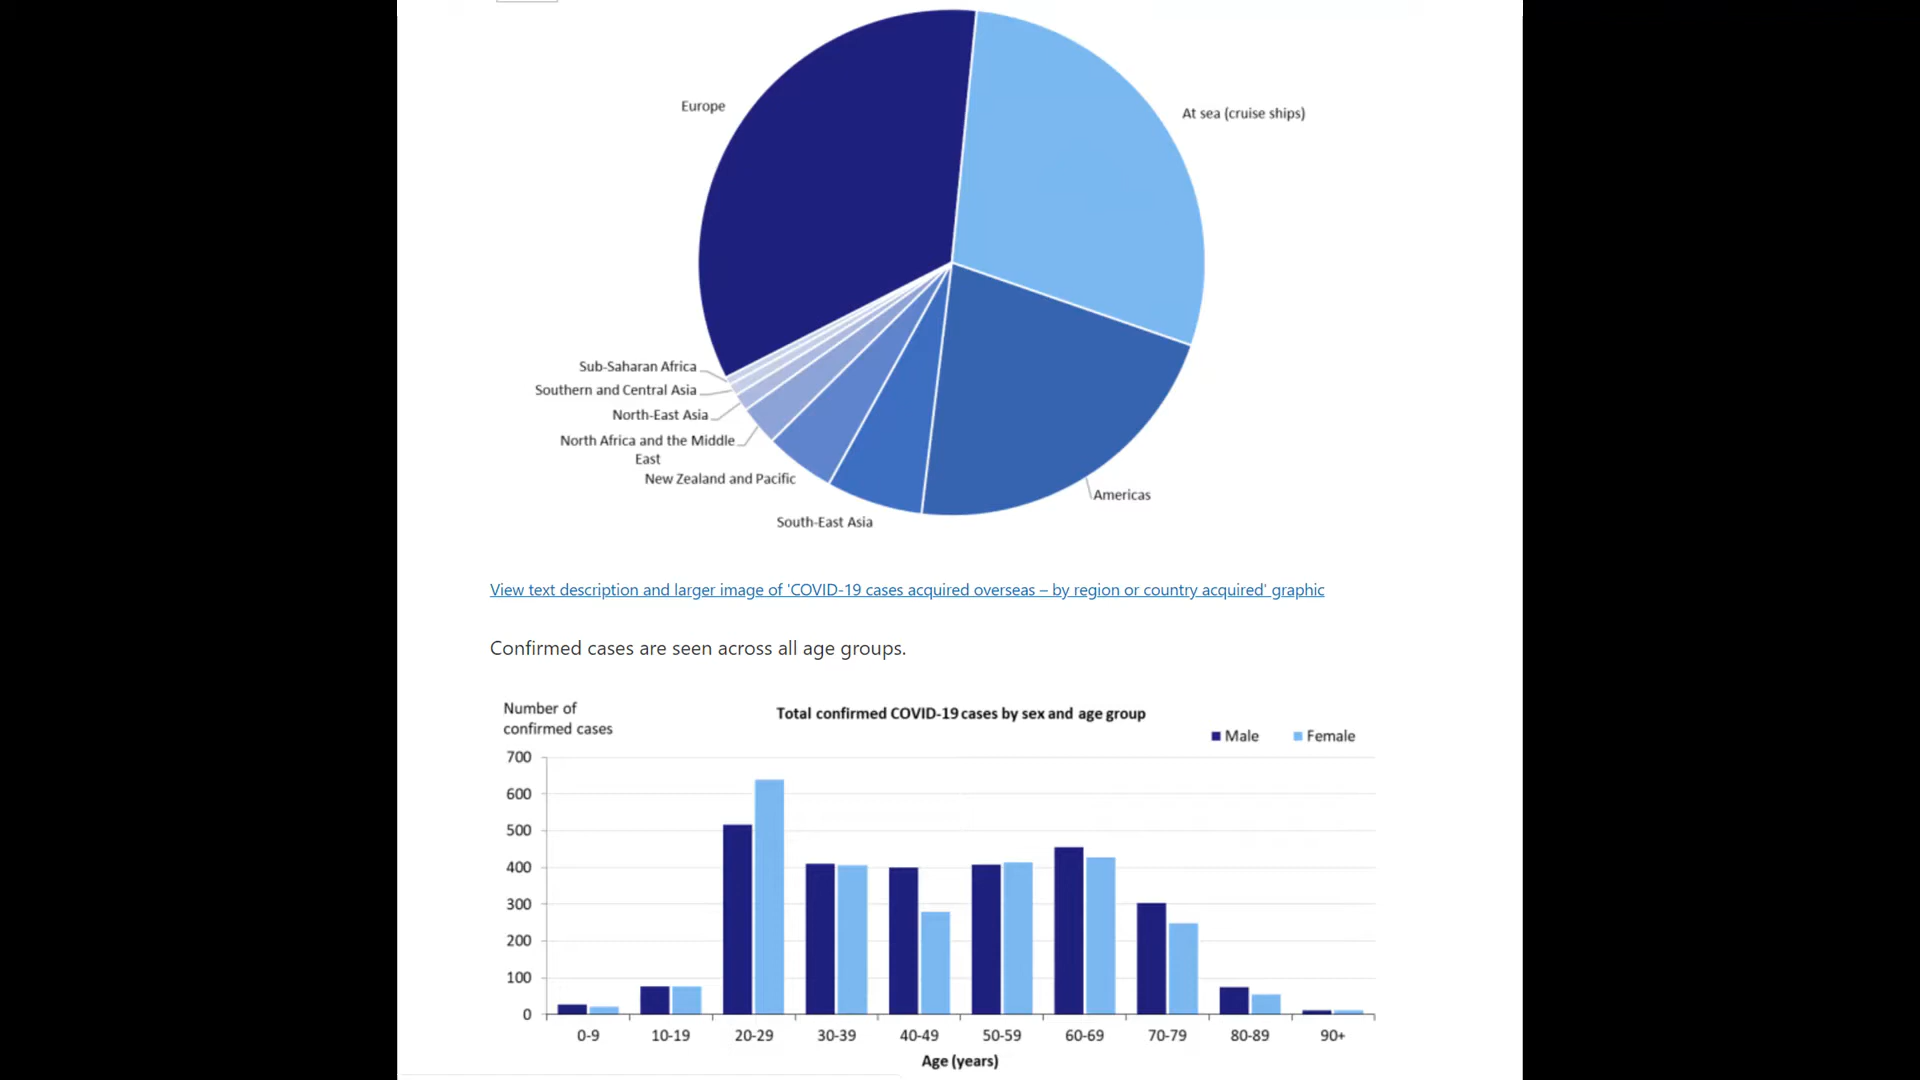 Europe
At sea (cruise ships)
Sub-Saharan Africa
Southern and Central Asia
North-East Asia
North Africa and the Middle
East
New Zealand and Pacific
Americas
South-East Asia
View text description and larger image of 'COVID-19 cases acquired overseas – by region or country acquired' graphic
Confirmed cases are seen across all age groups.
Number of
confirmed cases
Total confirmed COVID-19 cases by sex and age group
Male Female
700
600
500
400
300
200
100
0
0-9 10-19 20-29 30-39 40-49 50-59 60-69 70-79 80-89 90+
Age (years)